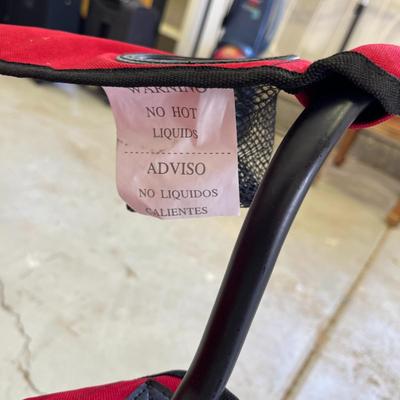 WARNING
NO HOT
LIQUIDS
ADVISO
NO LIQUIDOS
CALIENTES